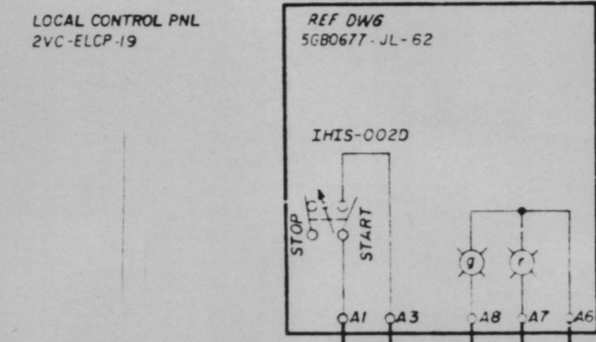 LOCAL CONTROL PNL
2VC-ELCP-19
REF DWG
5GB0677-JL-62
IHIS-002D
STOP
START
g r
A1 A3 A8 A7 A6